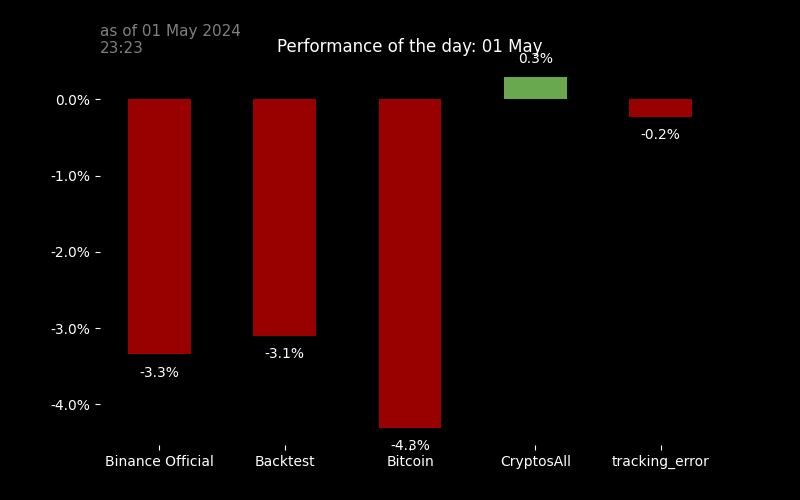 as of 01 May 2024
23:23
Performance of the day: 01 May
0.3%
0.0%
-0.2%
-1.0%
-2.0%
-3.0%
-3.1%
-3.3%
-4.0%
-4.3%
Binance Official
Backtest
Bitcoin
CryptosAll
tracking_error